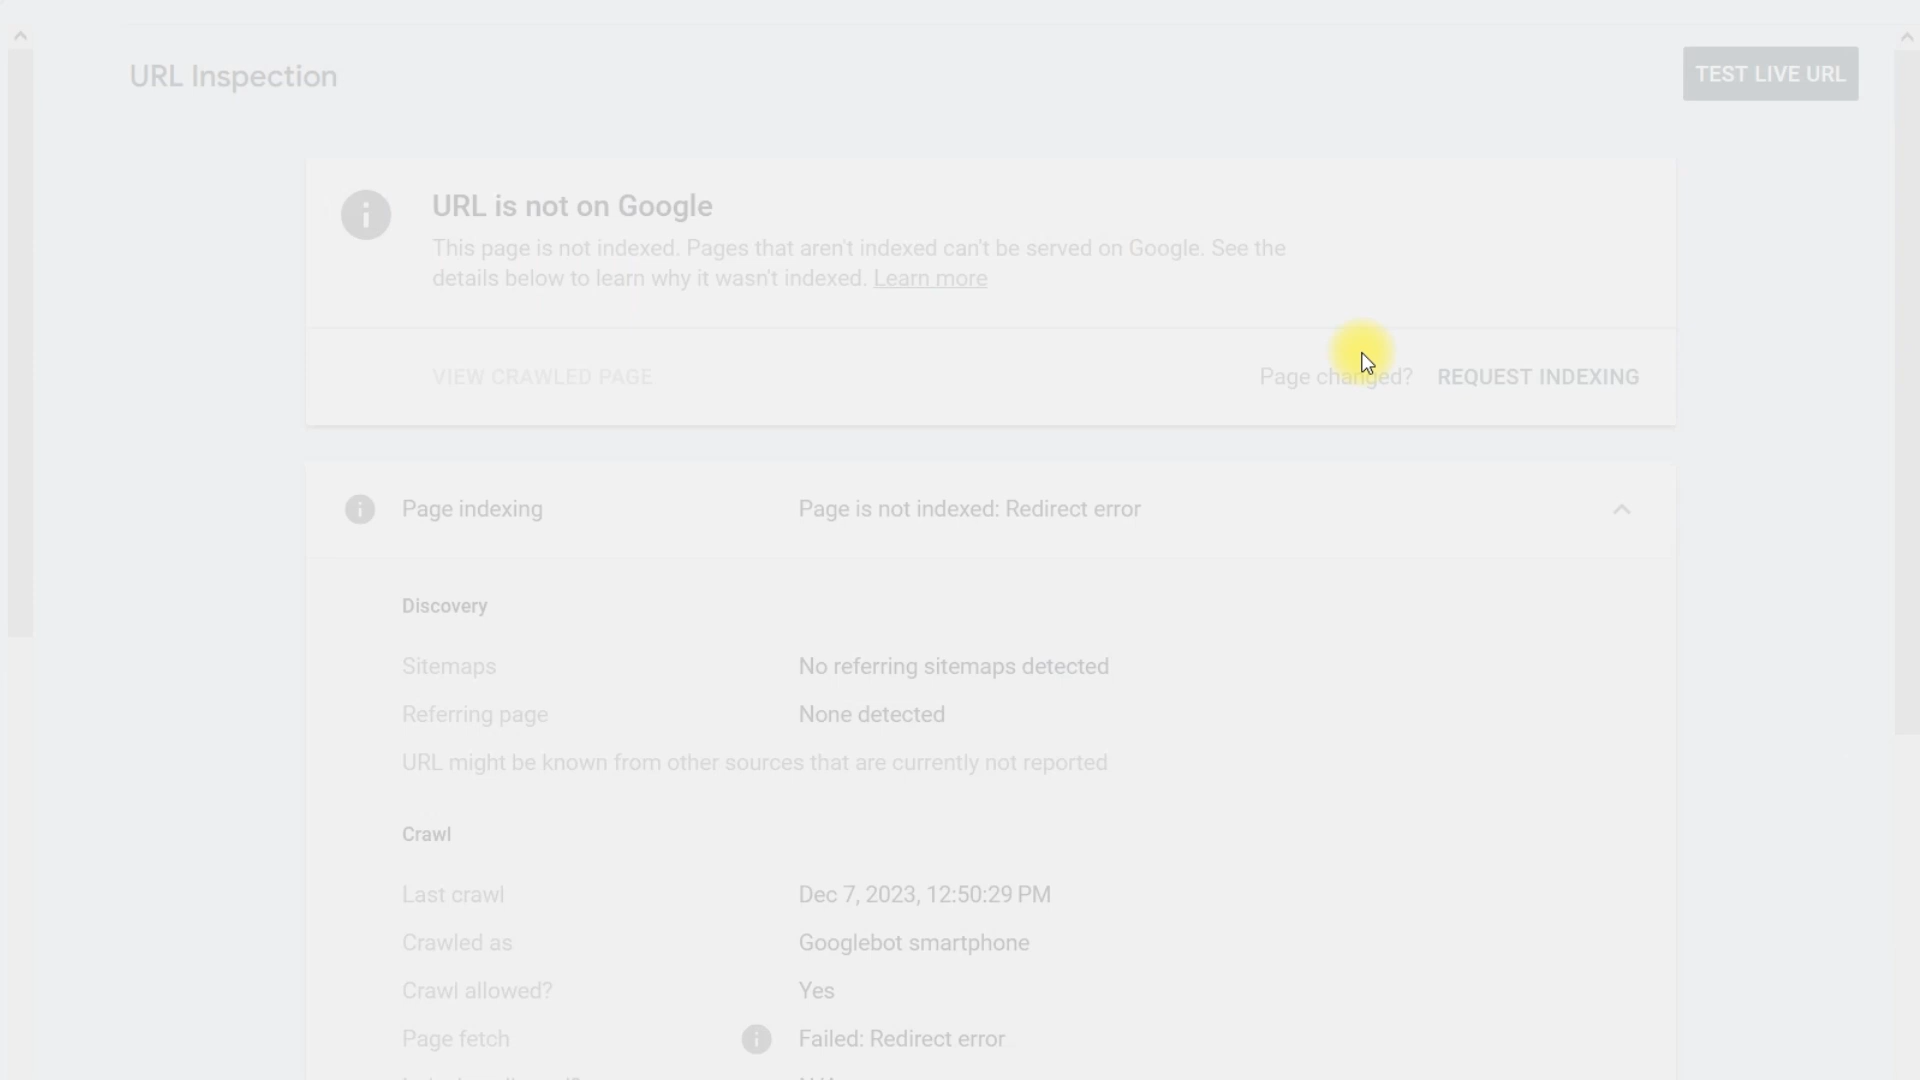 URL Inspection
TEST LIVE URL
URL is not on Google
This page is not indexed. Pages that aren't indexed can't be served on Google. See the
details below to learn why it wasn't indexed. Learn more
VIEW CRAWLED PAGE
Page changed? REQUEST INDEXING
Page indexing Page is not indexed: Redirect error
Discovery
Sitemaps No referring sitemaps detected
Referring page None detected
URL might be known from other sources that are currently not reported
Crawl
Last crawl Dec 7, 2023, 12:50:29 PM
Crawled as Googlebot smartphone
Crawl allowed? Yes
Page fetch Failed: Redirect error